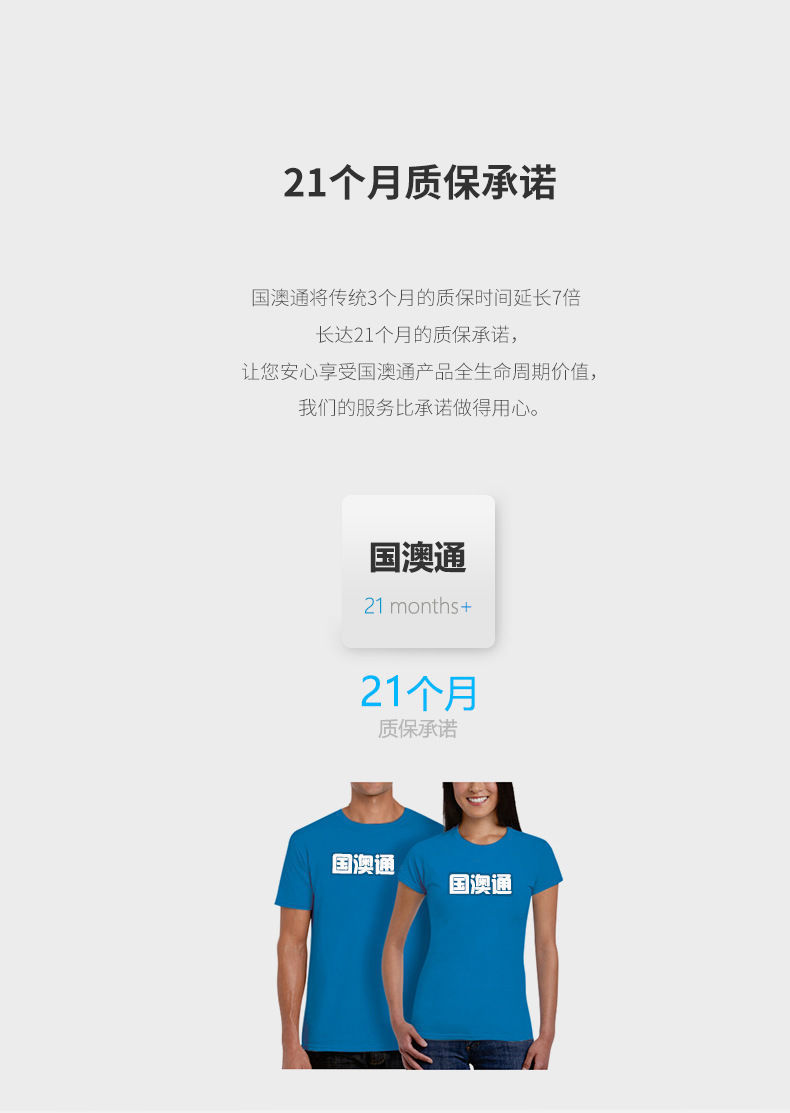 21个月质保承诺
国澳通将传统3个月的质保时间延长7倍
长达21个月的质保承诺，
让您安心享受国澳通产品全生命周期价值，
我们的服务比承诺做得用心。
国澳通
21 months+
21个月
质保承诺
国澳通
国澳通